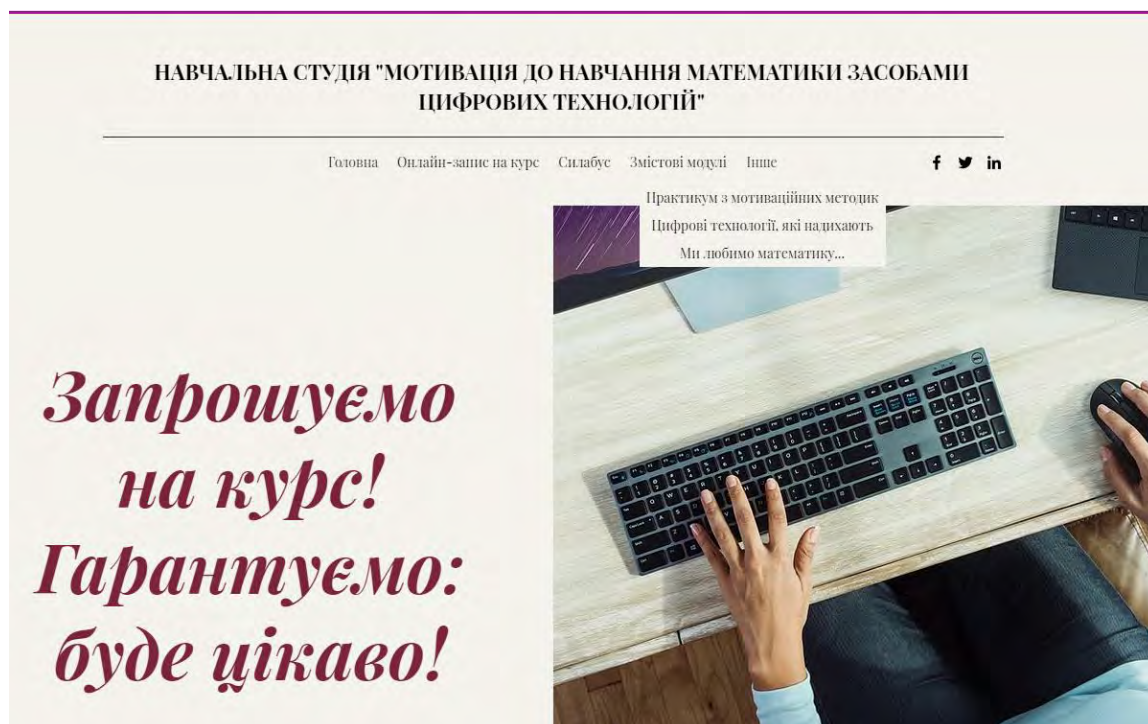 НАВЧАЛЬНА СТУДІЯ "МОТИВАЦІЯ ДО НАВЧАННЯ МАТЕМАТИКИ ЗАСОБАМИ
ЦИФРОВИХ ТЕХНОЛОГІЙ"
Головна Онлайн-запис на курс Силабус Змістові модулі Інше
Практикум з мотиваційних методик
Цифрові технології, які надихають
Ми любимо математику...
Запрошуємо
на курс!
Гарантуємо:
буде цікаво!